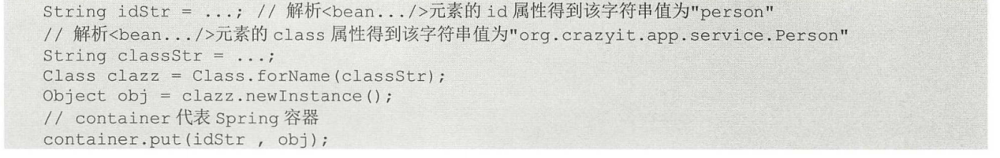 String idStr = ...; // 解析<bean.../>元素的 id 属性得到该字符串值为"person"
// 解析<bean.../>元素的 class 属性得到该字符串值为"org.crazyit.app.service.Person"
String classStr = ...;
Class clazz = Class.forName(classStr);
Object obj = clazz.newInstance();
// container 代表 Spring 容器
container.put(idStr , obj);